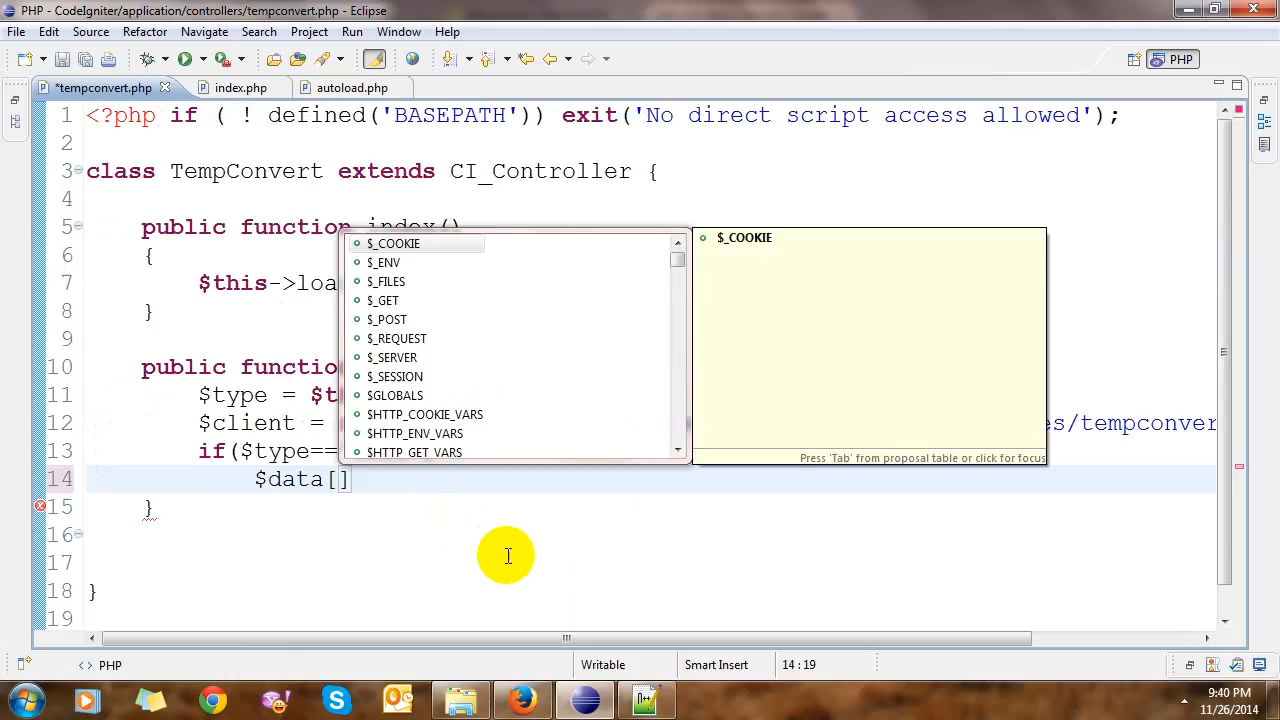 PHP - CodeIgniter/application/controllers/tempconvert.php - Eclipse
File Edit Source Refactor Navigate Search Project Run Window Help
PHP
*tempconvert.php index.php autoload.php
1 <?php if ( ! defined('BASEPATH')) exit('No direct script access allowed');
2
3 class TempConvert extends CI_Controller {
4
5 public function index()
6 {
7 $this->loa
8 }
9
10 public function
11 $type = $t
12 $client = es/tempconver
13 if($type==
14 $data[]
15 }
16
17
18 }
19
$_COOKIE
$_ENV
$_FILES
$_GET
$_POST
$_REQUEST
$_SERVER
$_SESSION
$GLOBALS
$HTTP_COOKIE_VARS
$HTTP_ENV_VARS
$HTTP_GET_VARS
$_COOKIE
Press 'Tab' from proposal table or click for focus
PHP Writable Smart Insert 14 : 19
9:40 PM
11/26/2014